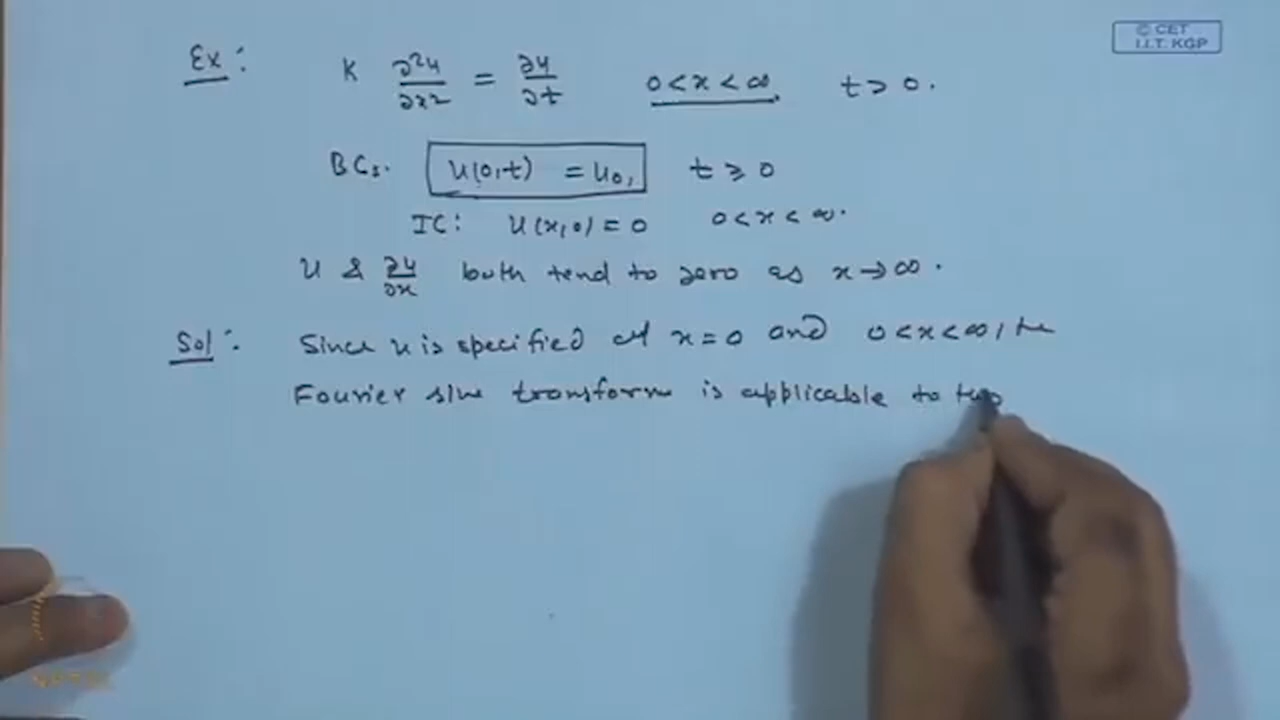 © CET
I.I.T. KGP
Ex: K ∂²u/∂x² = ∂u/∂t 0 < x < ∞, t > 0.
BCs. u(0,t) = u₀, t ≥ 0
IC: u(x,0) = 0 0 < x < ∞.
u & ∂u/∂x both tend to zero as x → ∞.
Sol: Since u is specified at x = 0 and 0 < x < ∞, the
Fourier sine transform is applicable to